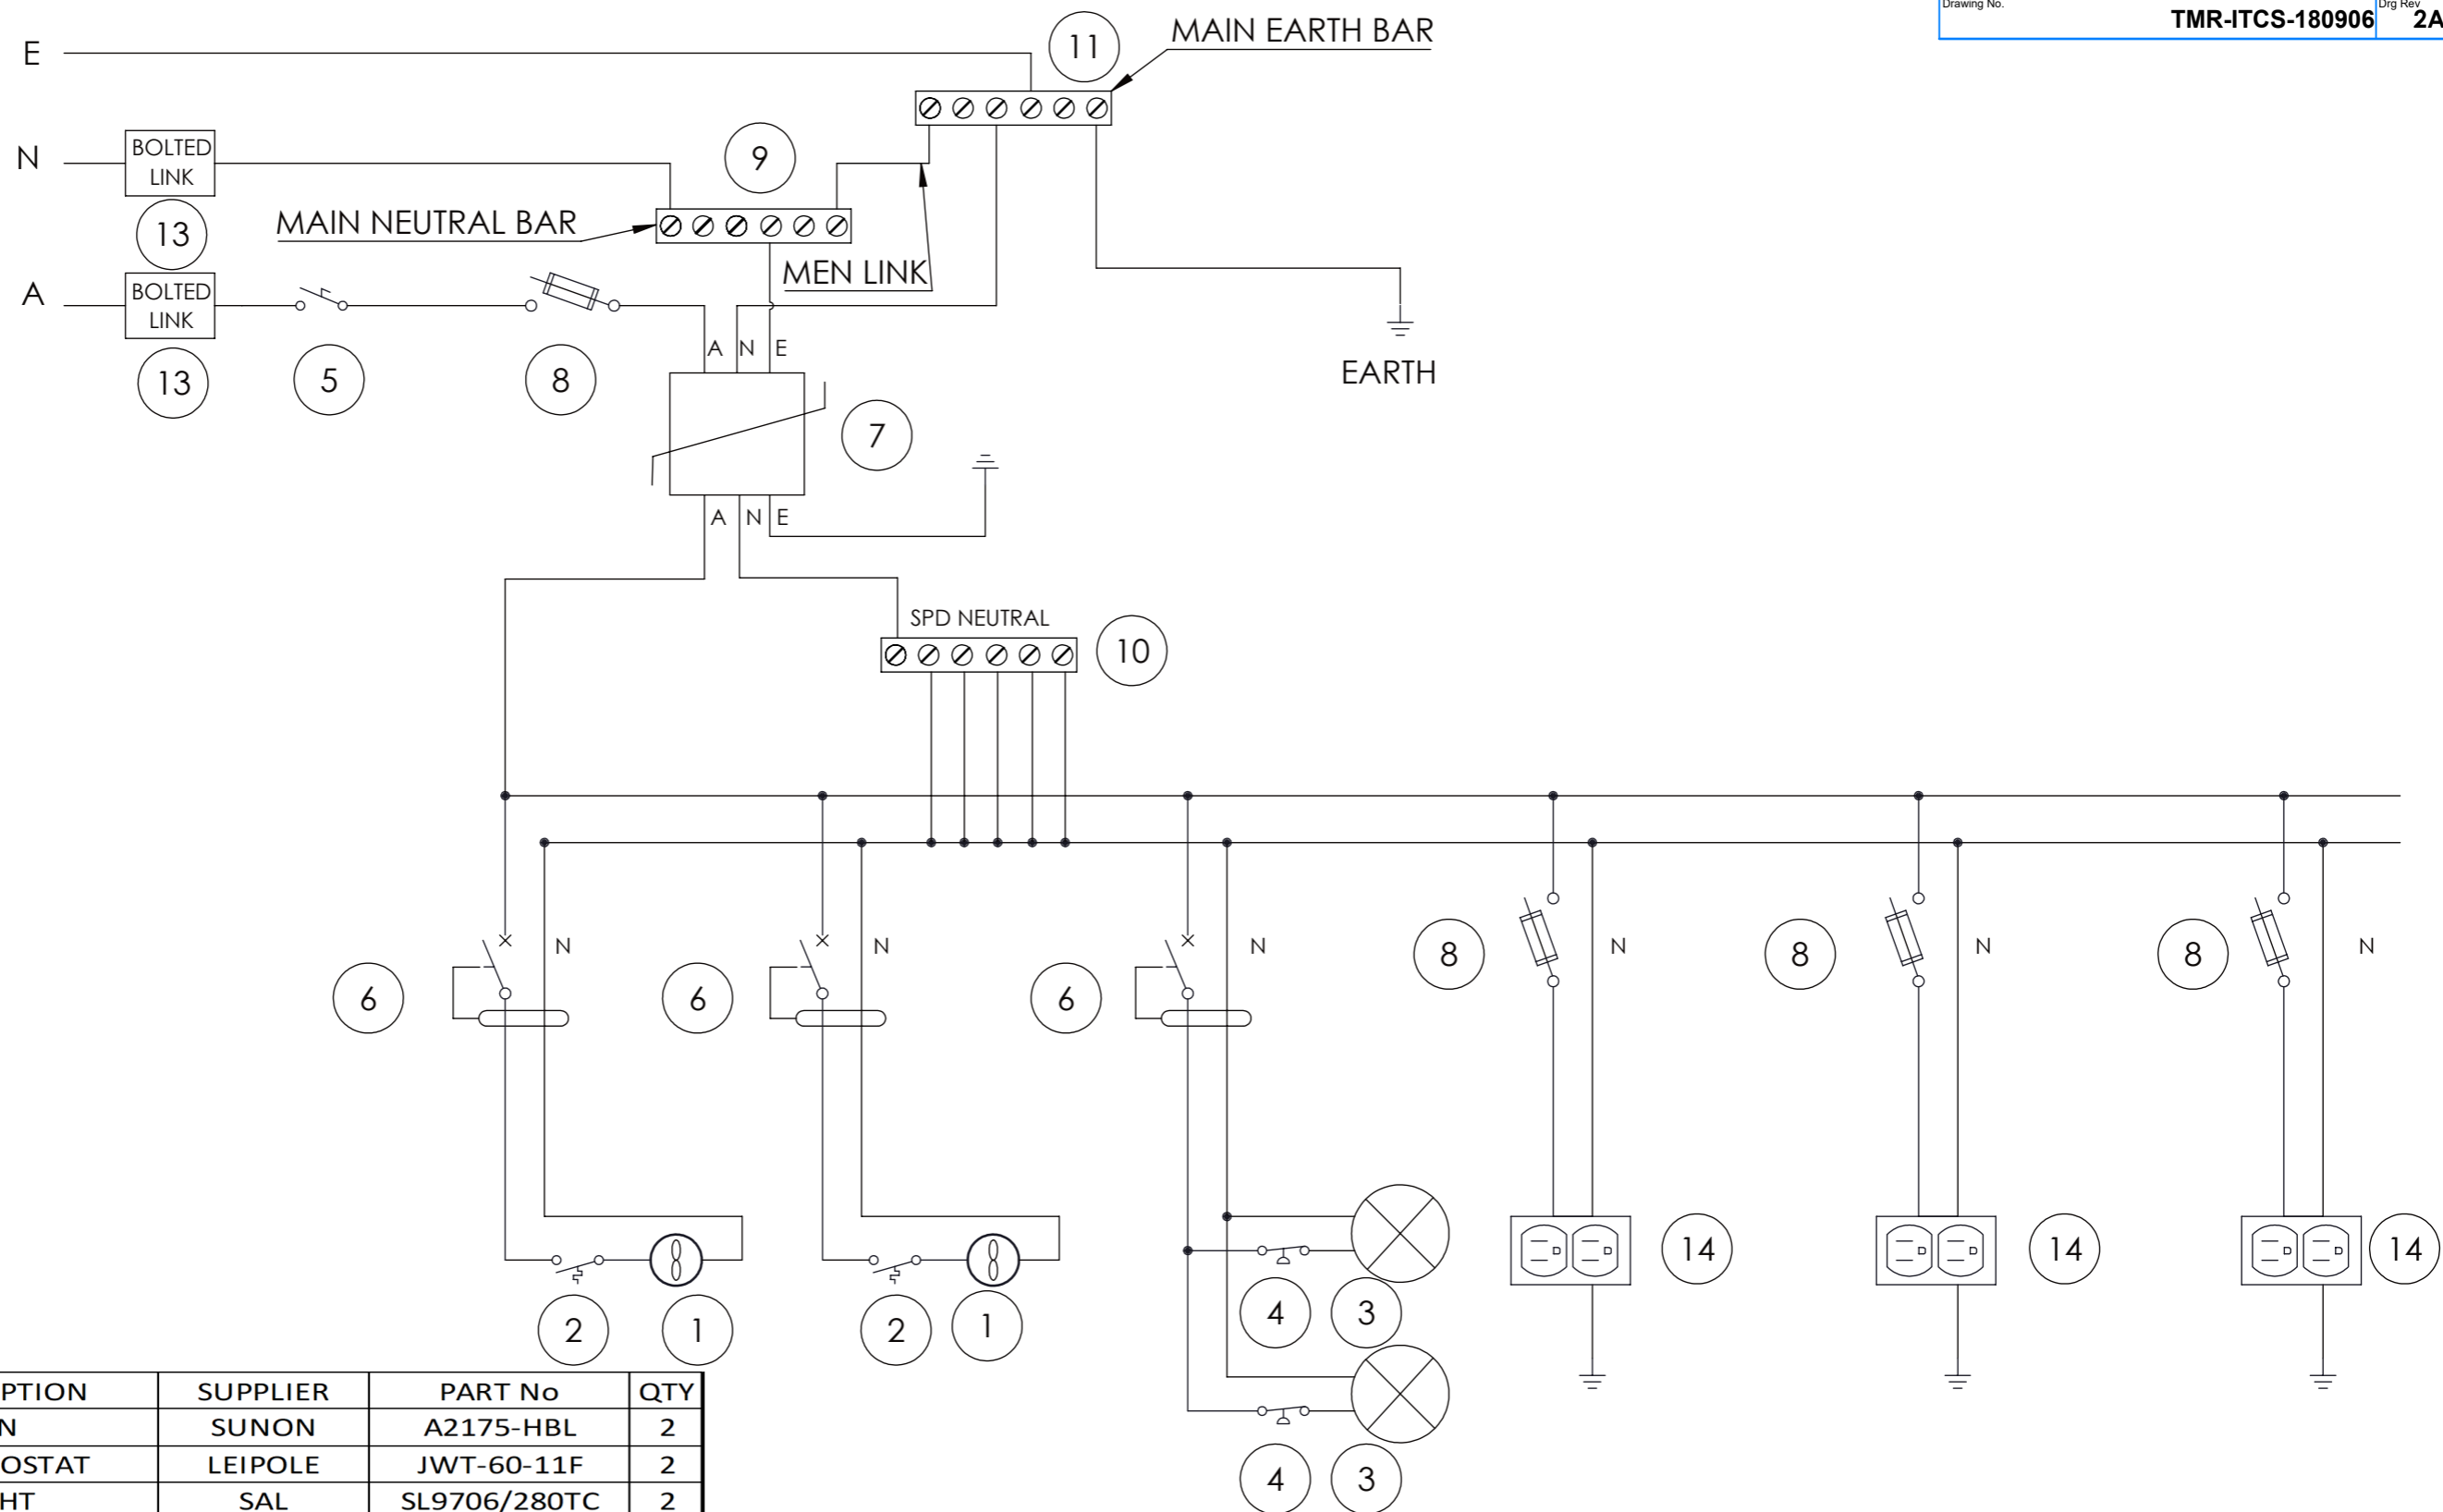 Drawing No.
TMR-ITCS-180906
Drg Rev
2A
E
11
MAIN EARTH BAR
N
BOLTED
LINK
9
13
MAIN NEUTRAL BAR
MEN LINK
A
BOLTED
LINK
A N E
EARTH
13
5
8
7
A N E
SPD NEUTRAL
10
N
N
N
8
N
8
N
8
N
6
6
6
14
14
14
2
1
2
1
4
3
4
3
PTION SUPPLIER PART No QTY
N SUNON A2175-HBL 2
OSTAT LEIPOLE JWT-60-11F 2
HT SAL SL9706/280TC 2